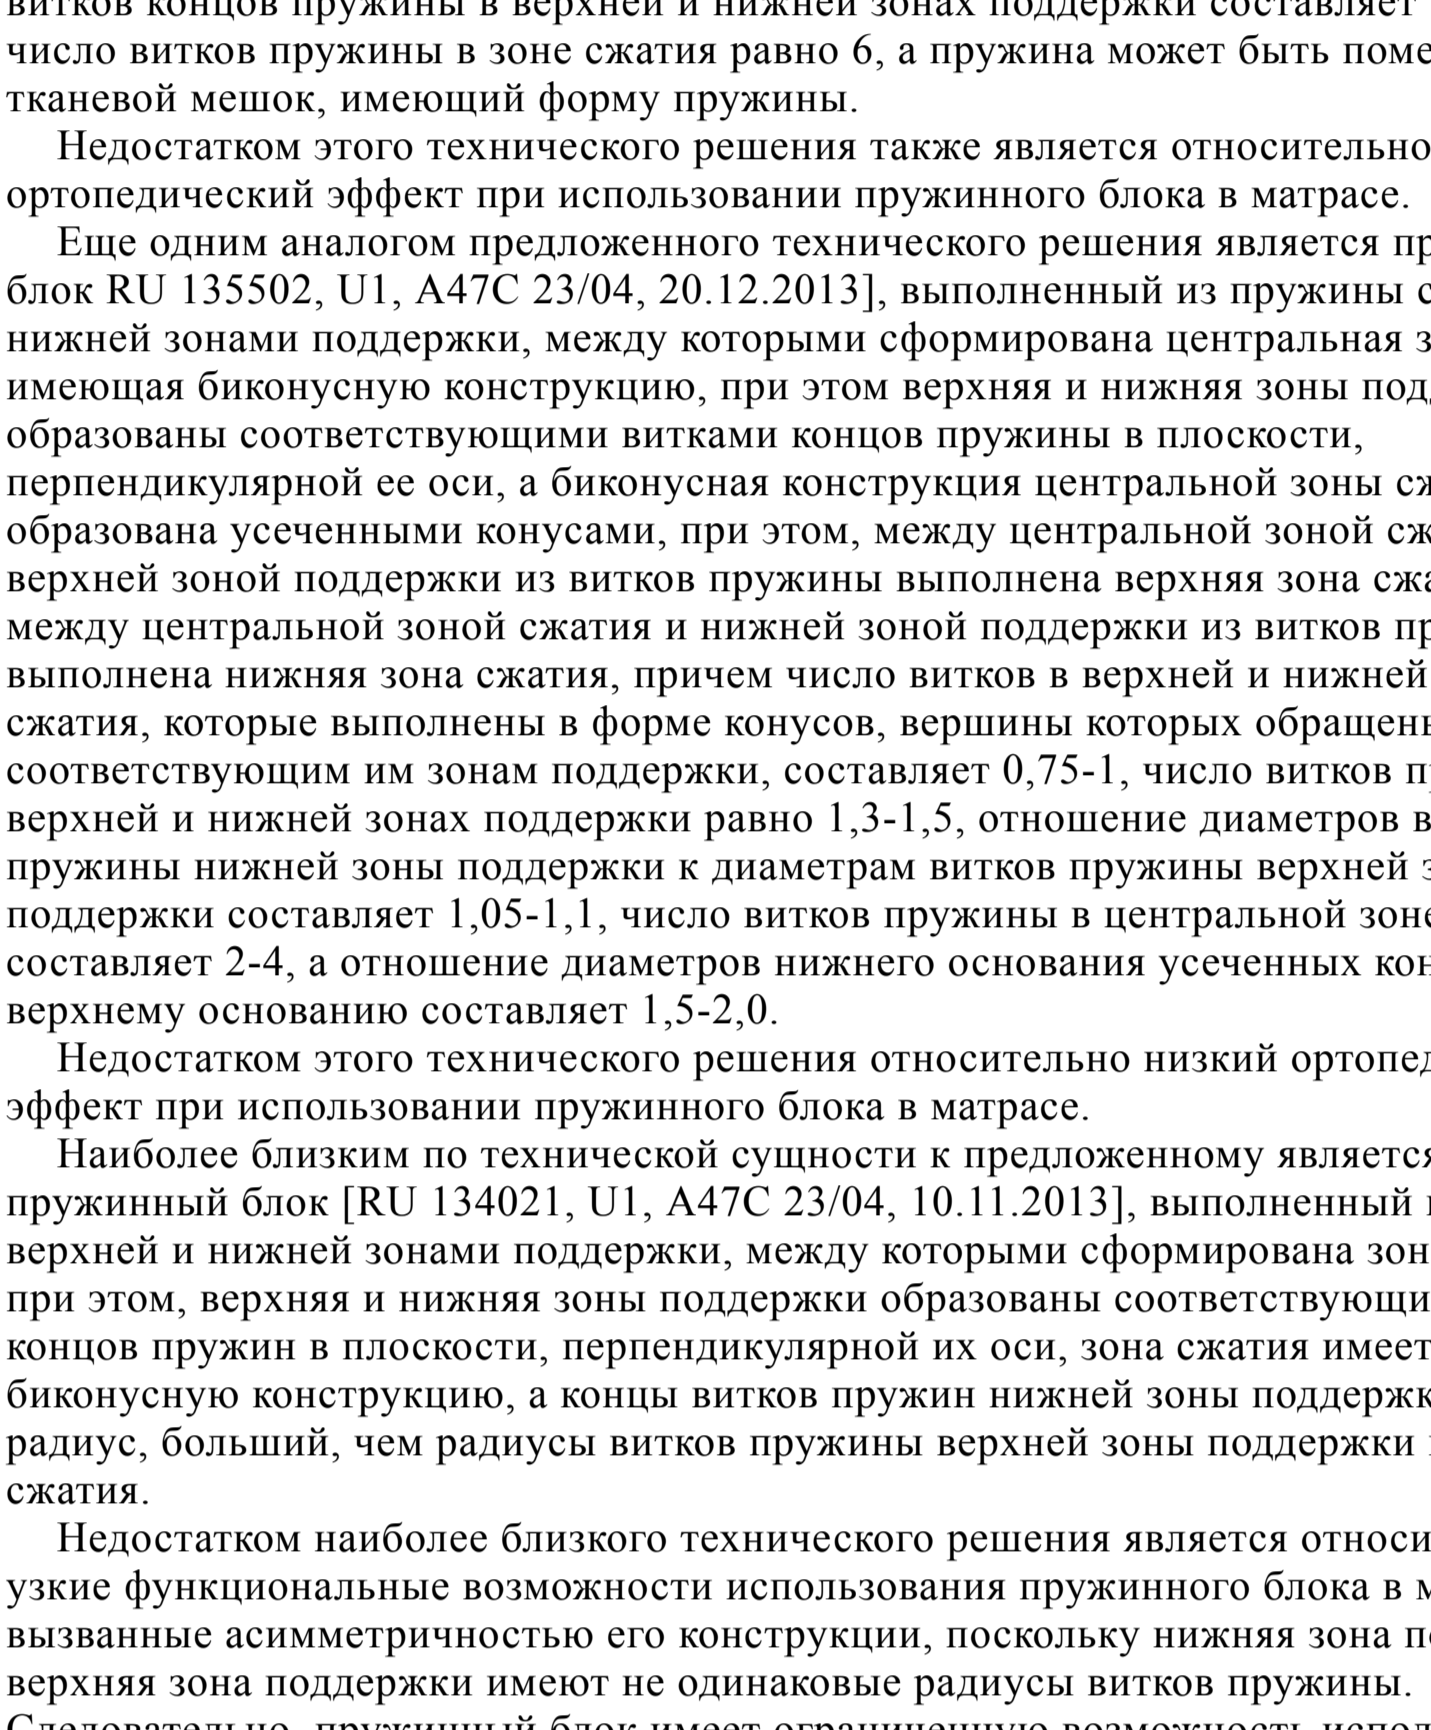 витков концов пружины в верхней и нижней зонах поддержки составляет
число витков пружины в зоне сжатия равно 6, а пружина может быть поме
тканевой мешок, имеющий форму пружины.
Недостатком этого технического решения также является относительно
ортопедический эффект при использовании пружинного блока в матрасе.
Еще одним аналогом предложенного технического решения является пр
блок RU 135502, U1, A47C 23/04, 20.12.2013], выполненный из пружины с
нижней зонами поддержки, между которыми сформирована центральная з
имеющая биконусную конструкцию, при этом верхняя и нижняя зоны под
образованы соответствующими витками концов пружины в плоскости,
перпендикулярной ее оси, а биконусная конструкция центральной зоны сж
образована усеченными конусами, при этом, между центральной зоной сж
верхней зоной поддержки из витков пружины выполнена верхняя зона сжа
между центральной зоной сжатия и нижней зоной поддержки из витков пр
выполнена нижняя зона сжатия, причем число витков в верхней и нижней
сжатия, которые выполнены в форме конусов, вершины которых обращен
соответствующим им зонам поддержки, составляет 0,75-1, число витков п
верхней и нижней зонах поддержки равно 1,3-1,5, отношение диаметров в
пружины нижней зоны поддержки к диаметрам витков пружины верхней з
поддержки составляет 1,05-1,1, число витков пружины в центральной зоне
составляет 2-4, а отношение диаметров нижнего основания усеченных кон
верхнему основанию составляет 1,5-2,0.
Недостатком этого технического решения относительно низкий ортопед
эффект при использовании пружинного блока в матрасе.
Наиболее близким по технической сущности к предложенному является
пружинный блок [RU 134021, U1, A47C 23/04, 10.11.2013], выполненный
верхней и нижней зонами поддержки, между которыми сформирована зон
при этом, верхняя и нижняя зоны поддержки образованы соответствующи
концов пружин в плоскости, перпендикулярной их оси, зона сжатия имеет
биконусную конструкцию, а концы витков пружин нижней зоны поддержк
радиус, больший, чем радиусы витков пружины верхней зоны поддержки
сжатия.
Недостатком наиболее близкого технического решения является относи
узкие функциональные возможности использования пружинного блока в м
вызванные асимметричностью его конструкции, поскольку нижняя зона п
верхняя зона поддержки имеют не одинаковые радиусы витков пружины.
Следовательно, пружинный блок имеет ограниченную возможность испол